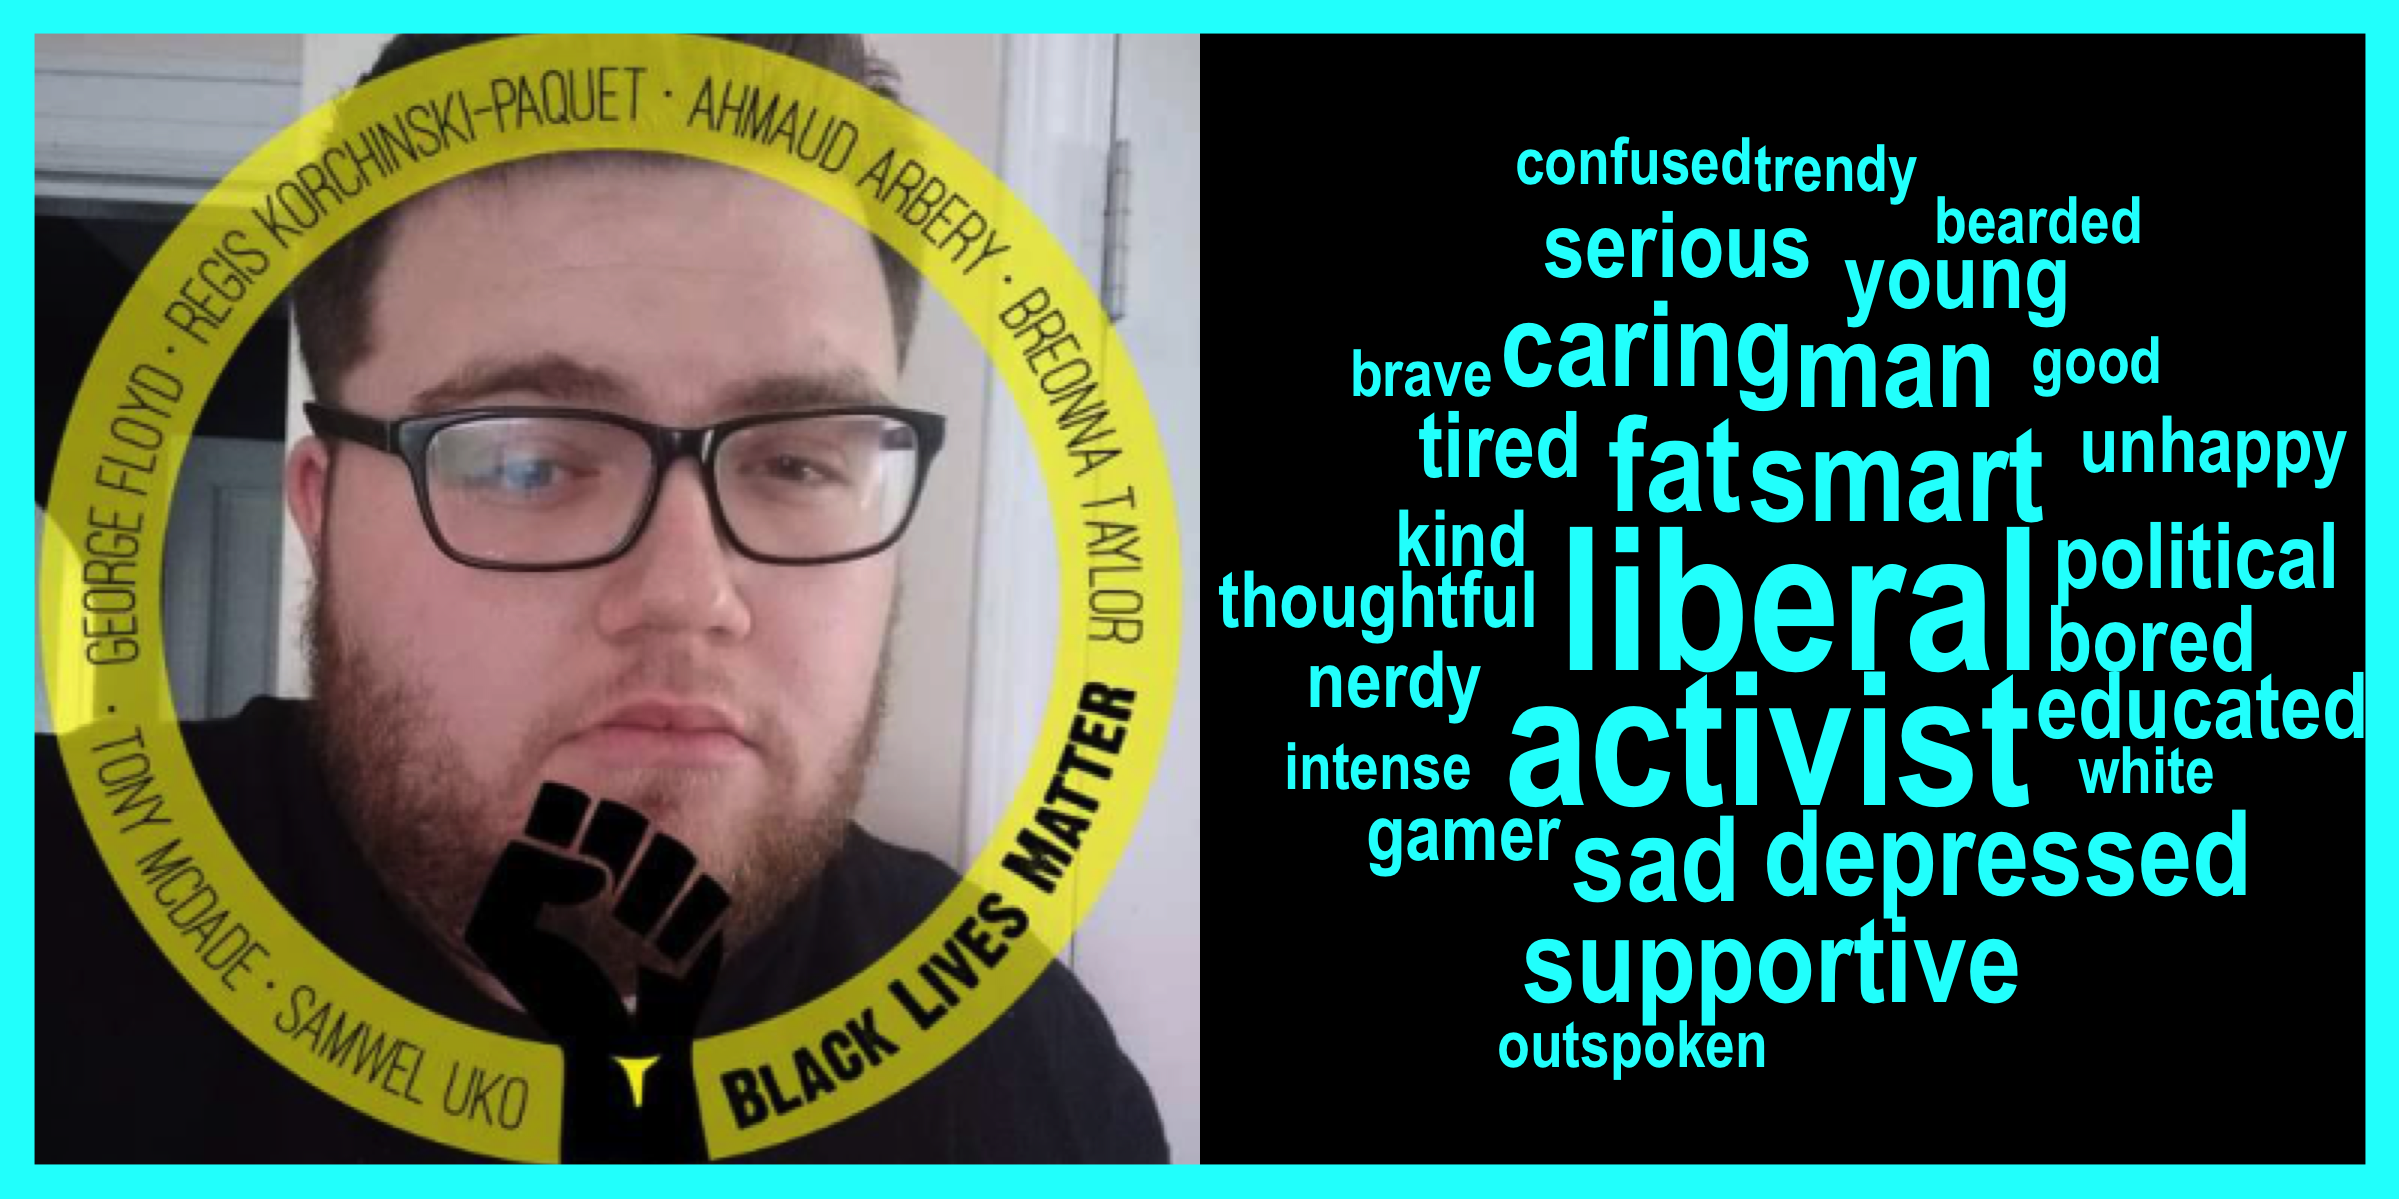 REGIS KORCHINSKI-PAQUET · AHMAUD ARBERY · BREONNA TAYLOR
BLACK LIVES MATTER
GEORGE FLOYD ·
TONY MCDADE · SAMWEL UKO
confused trendy
bearded
serious
young
caring man
brave
good
tired fat smart unhappy
kind
liberal political
thoughtful
bored
nerdy
activist educated
intense
white
gamer sad depressed
supportive
outspoken